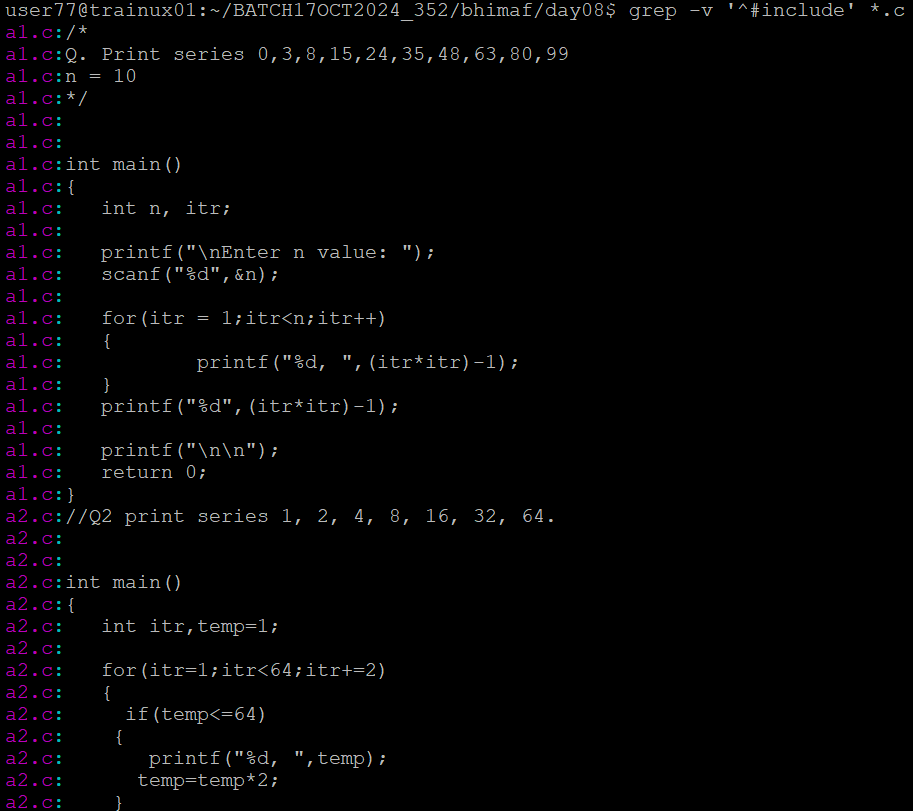 user77@trainux01:~/BATCH17OCT2024_352/bhimaf/day08$ grep -v '^#include' *.c
a1.c:/*
a1.c:Q. Print series 0,3,8,15,24,35,48,63,80,99
a1.c:n = 10
a1.c:*/
a1.c:
a1.c:
a1.c:int main()
a1.c:{
a1.c:   int n, itr;
a1.c:
a1.c:   printf("\nEnter n value: ");
a1.c:   scanf("%d",&n);
a1.c:
a1.c:   for(itr = 1;itr<n;itr++)
a1.c:   {
a1.c:           printf("%d, ",(itr*itr)-1);
a1.c:   }
a1.c:   printf("%d",(itr*itr)-1);
a1.c:
a1.c:   printf("\n\n");
a1.c:   return 0;
a1.c:}
a2.c://Q2 print series 1, 2, 4, 8, 16, 32, 64.
a2.c:
a2.c:
a2.c:int main()
a2.c:{
a2.c:   int itr,temp=1;
a2.c:
a2.c:   for(itr=1;itr<64;itr+=2)
a2.c:   {
a2.c:     if(temp<=64)
a2.c:    {
a2.c:       printf("%d, ",temp);
a2.c:      temp=temp*2;
a2.c:    }